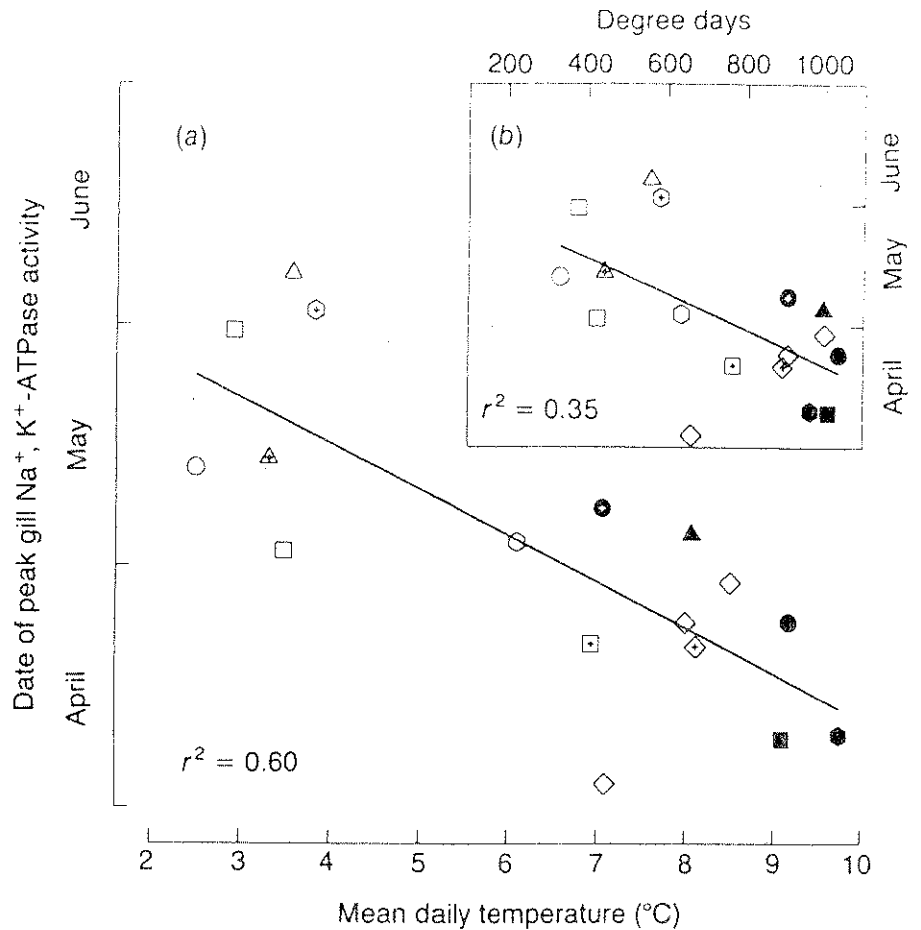 Degree days
200 400 600 800 1000
(a)
(b)
June
May
April
r² = 0.35
Date of peak gill Na⁺, K⁺-ATPase activity
June
May
April
r² = 0.60
2 3 4 5 6 7 8 9 10
Mean daily temperature (°C)